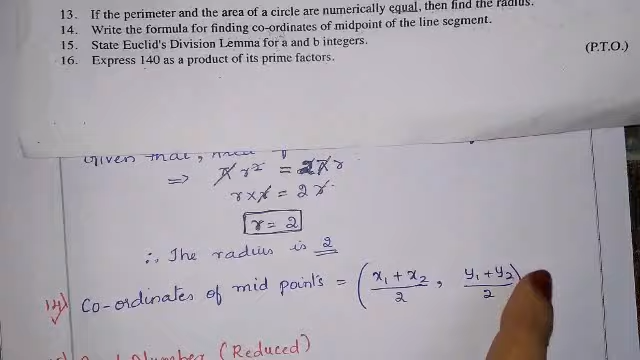 13. If the perimeter and the area of a circle are numerically equal, then find the radius.
14. Write the formula for finding co-ordinates of midpoint of the line segment.
15. State Euclid's Division Lemma for a and b integers.
(P.T.O.)
16. Express 140 as a product of its prime factors.
Given that,
⇒ πr² = 2πr
r×r = 2r
r = 2
∴ The radius is 2
14) Co-ordinates of mid points = (x₁+x₂/2, y₁+y₂/2)
Number (Reduced)